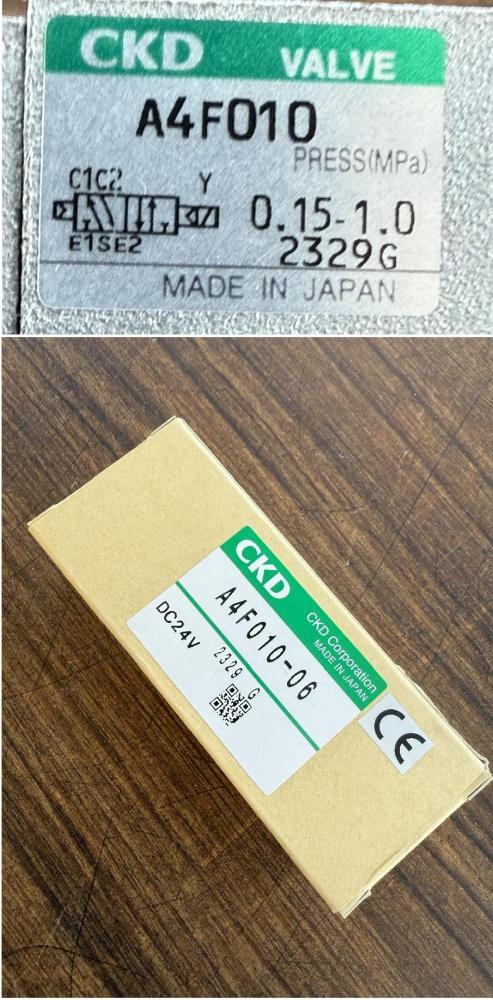 CKD VALVE
A4F010
PRESS(MPa)
C1C2 Y
0.15-1.0
E1SE2
2329G
MADE IN JAPAN
CKD
CKD Corporation
MADE IN JAPAN
A4F010-06
DC24V 2329 G
CE